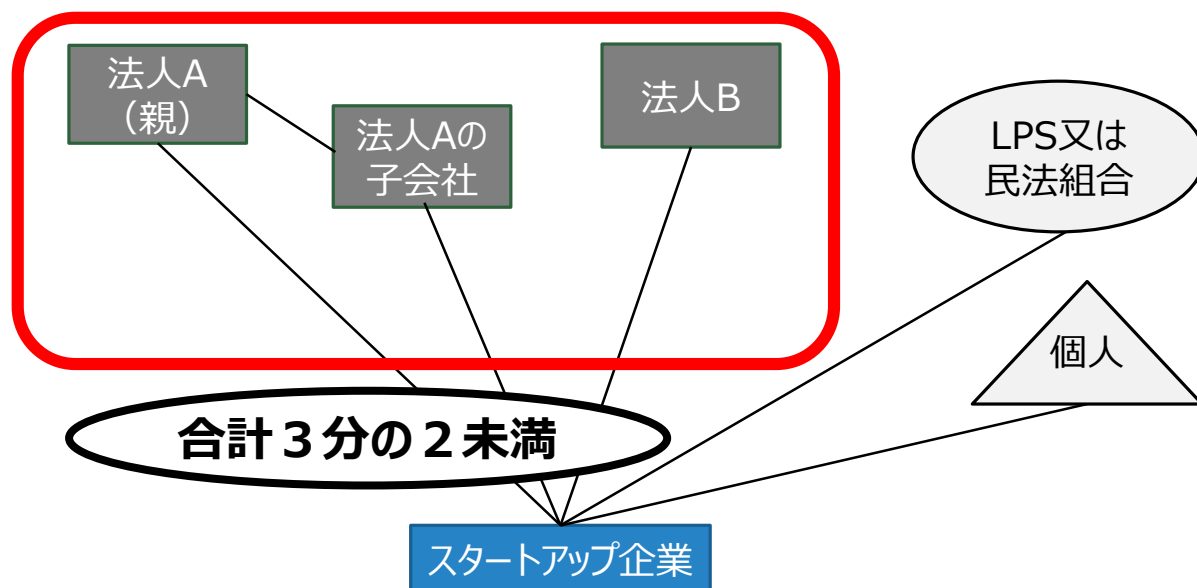 法人A
（親）
法人Aの
子会社
法人B
LPS又は
民法組合
個人
合計３分の２未満
スタートアップ企業